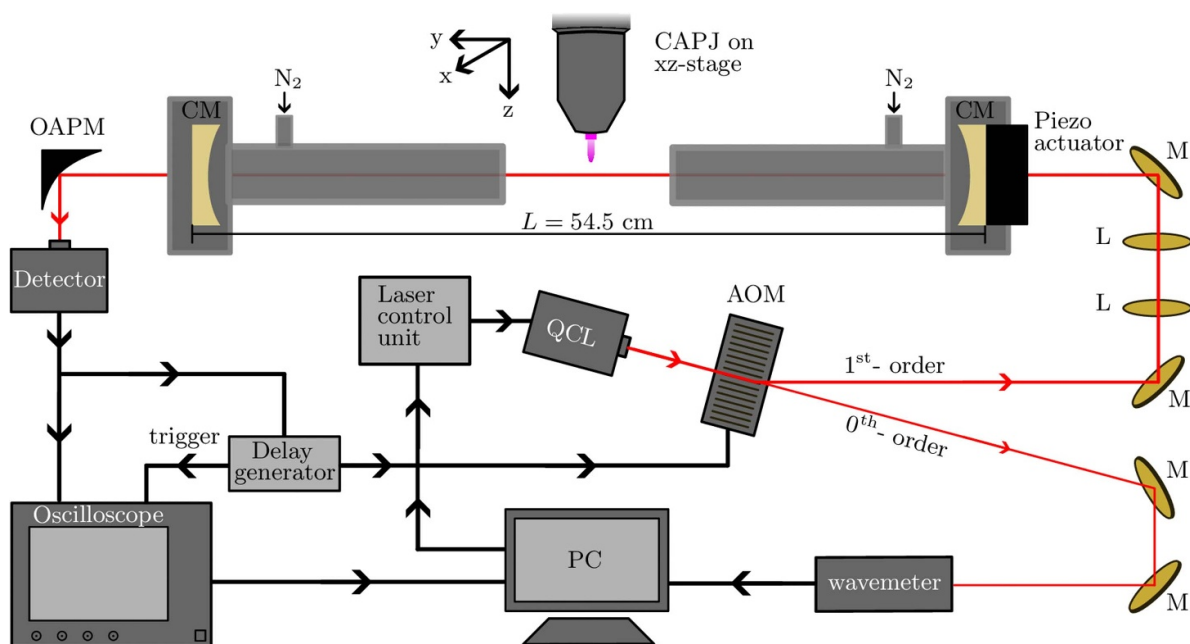 CAPJ on
xz-stage
y
x
z
N₂
N₂
CM
CM
OAPM
Piezo
actuator
M
L = 54.5 cm
L
Detector
Laser
control
unit
QCL
AOM
L
1ˢᵗ- order
M
0ᵗʰ- order
trigger
Delay
generator
M
Oscilloscope
PC
wavemeter
M